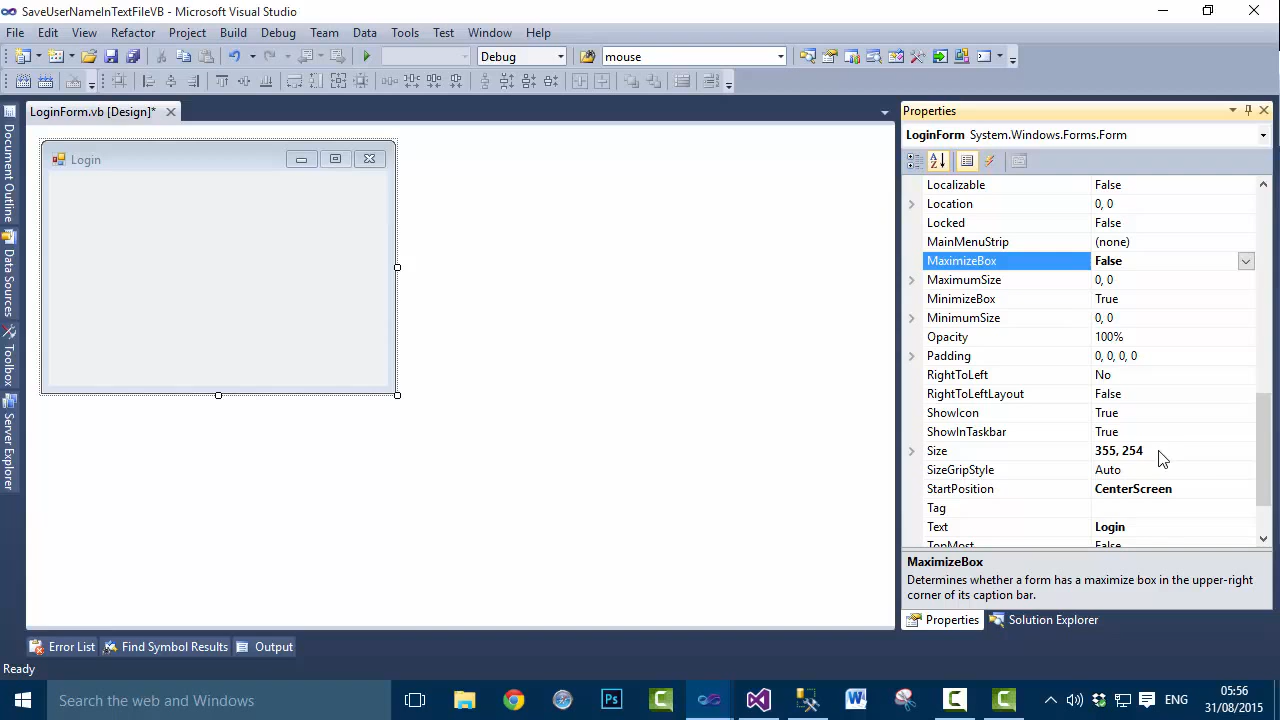 SaveUserNameInTextFileVB - Microsoft Visual Studio
File Edit View Refactor Project Build Debug Team Data Tools Test Window Help
Debug mouse
LoginForm.vb [Design]*
Login
Document Outline
Data Sources
Toolbox
Server Explorer
Properties
LoginForm System.Windows.Forms.Form
Localizable False
Location 0, 0
Locked False
MainMenuStrip (none)
MaximizeBox False
MaximumSize 0, 0
MinimizeBox True
MinimumSize 0, 0
Opacity 100%
Padding 0, 0, 0, 0
RightToLeft No
RightToLeftLayout False
ShowIcon True
ShowInTaskbar True
Size 355, 254
SizeGripStyle Auto
StartPosition CenterScreen
Tag
Text Login
TopMost False
MaximizeBox
Determines whether a form has a maximize box in the upper-right
corner of its caption bar.
Properties Solution Explorer
Error List Find Symbol Results Output
Ready
Search the web and Windows
Ps
ENG
05:56
31/08/2015